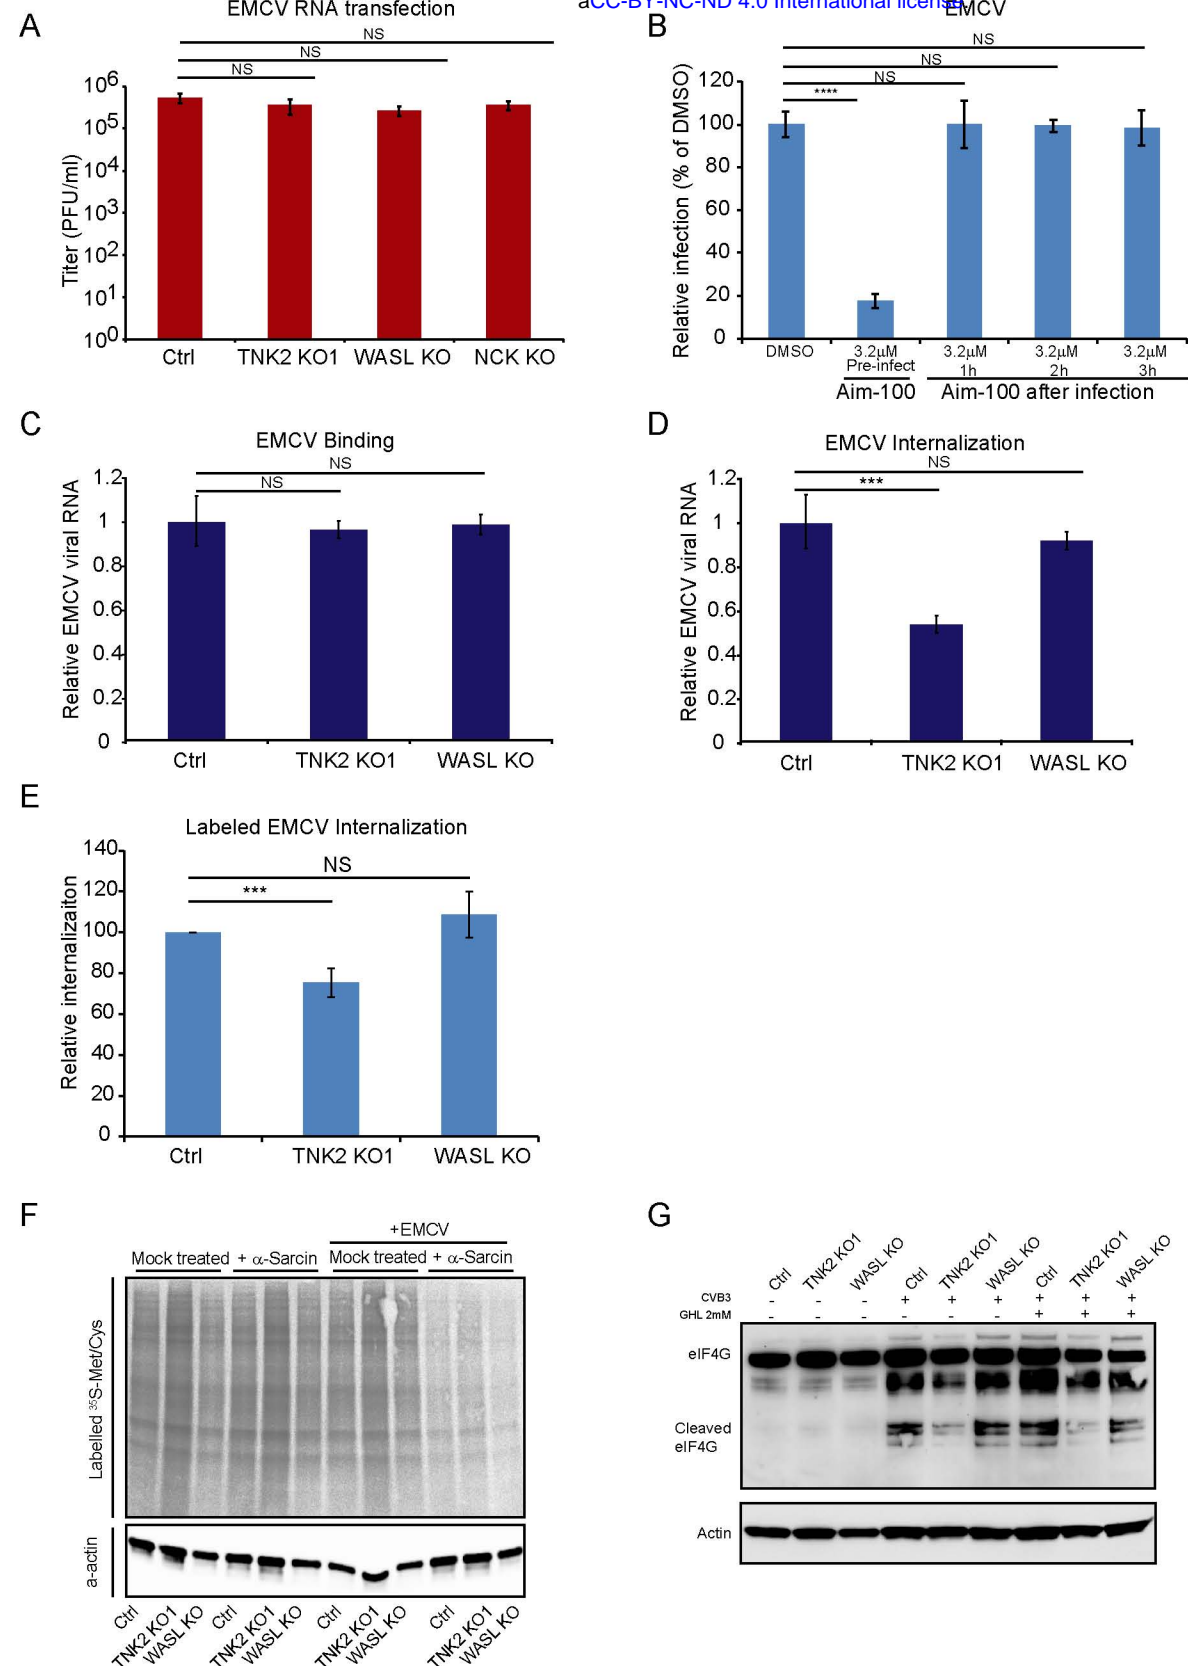 aCC-BY-NC-ND 4.0 International license.
A
EMCV RNA transfection
NS
NS
NS
Titer (PFU/ml)
10^6
10^5
10^4
10^3
10^2
10^1
10^0
Ctrl TNK2 KO1 WASL KO NCK KO
B
EMCV
NS
NS
NS
****
Relative infection (% of DMSO)
120
100
80
60
40
20
0
DMSO 3.2µM 3.2µM 3.2µM 3.2µM
Pre-infect 1h 2h 3h
Aim-100 Aim-100 after infection
C
EMCV Binding
NS
NS
Relative EMCV viral RNA
1.2
1
0.8
0.6
0.4
0.2
0
Ctrl TNK2 KO1 WASL KO
D
EMCV Internalization
NS
***
Relative EMCV viral RNA
1.2
1
0.8
0.6
0.4
0.2
0
Ctrl TNK2 KO1 WASL KO
E
Labeled EMCV Internalization
NS
***
Relative internalizaiton
140
120
100
80
60
40
20
0
Ctrl TNK2 KO1 WASL KO
F
+EMCV
Mock treated + α-Sarcin Mock treated + α-Sarcin
Labelled 35S-Met/Cys
a-actin
Ctrl TNK2 KO1 WASL KO Ctrl TNK2 KO1 WASL KO Ctrl TNK2 KO1 WASL KO Ctrl TNK2 KO1 WASL KO
G
Ctrl TNK2 KO1 WASL KO Ctrl TNK2 KO1 WASL KO Ctrl TNK2 KO1 WASL KO
CVB3 - - - + + + + + +
GHL 2mM - - - - - - + + +
eIF4G
Cleaved
eIF4G
Actin